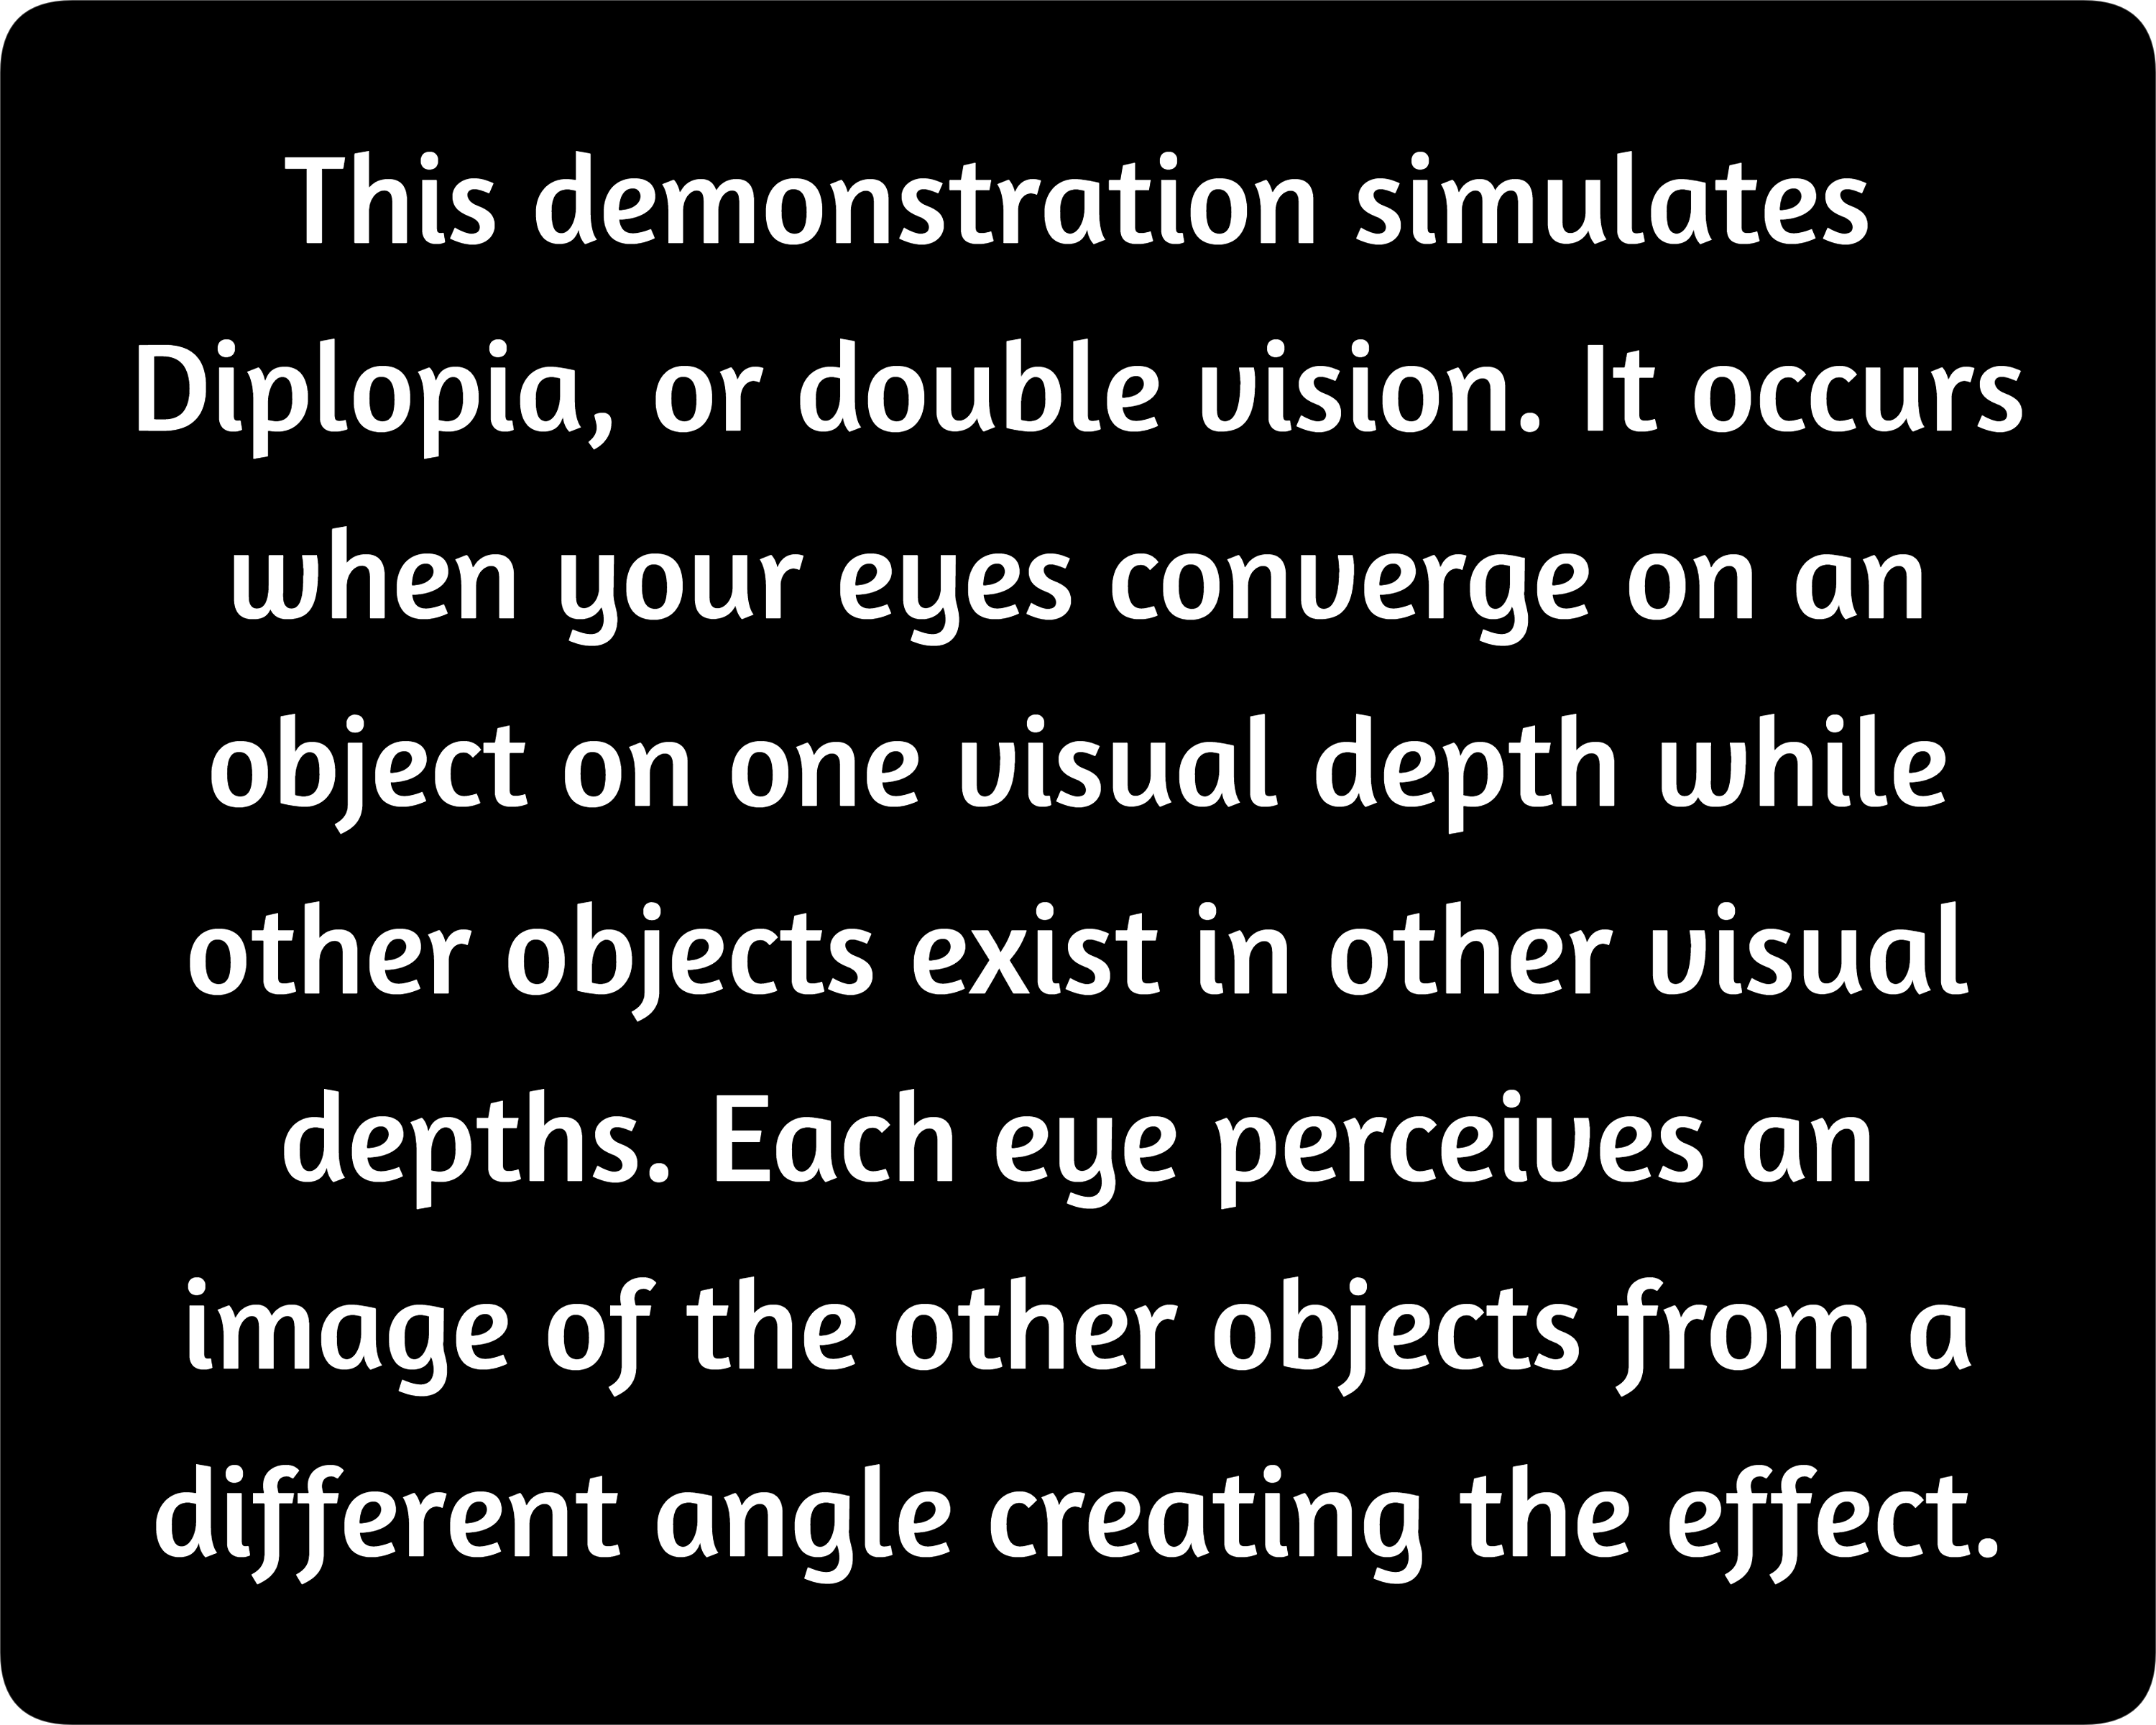 This demonstration simulates
Diplopia, or double vision. It occurs
when your eyes converge on an
object on one visual depth while
other objects exist in other visual
depths. Each eye perceives an
image of the other objects from a
different angle creating the effect.